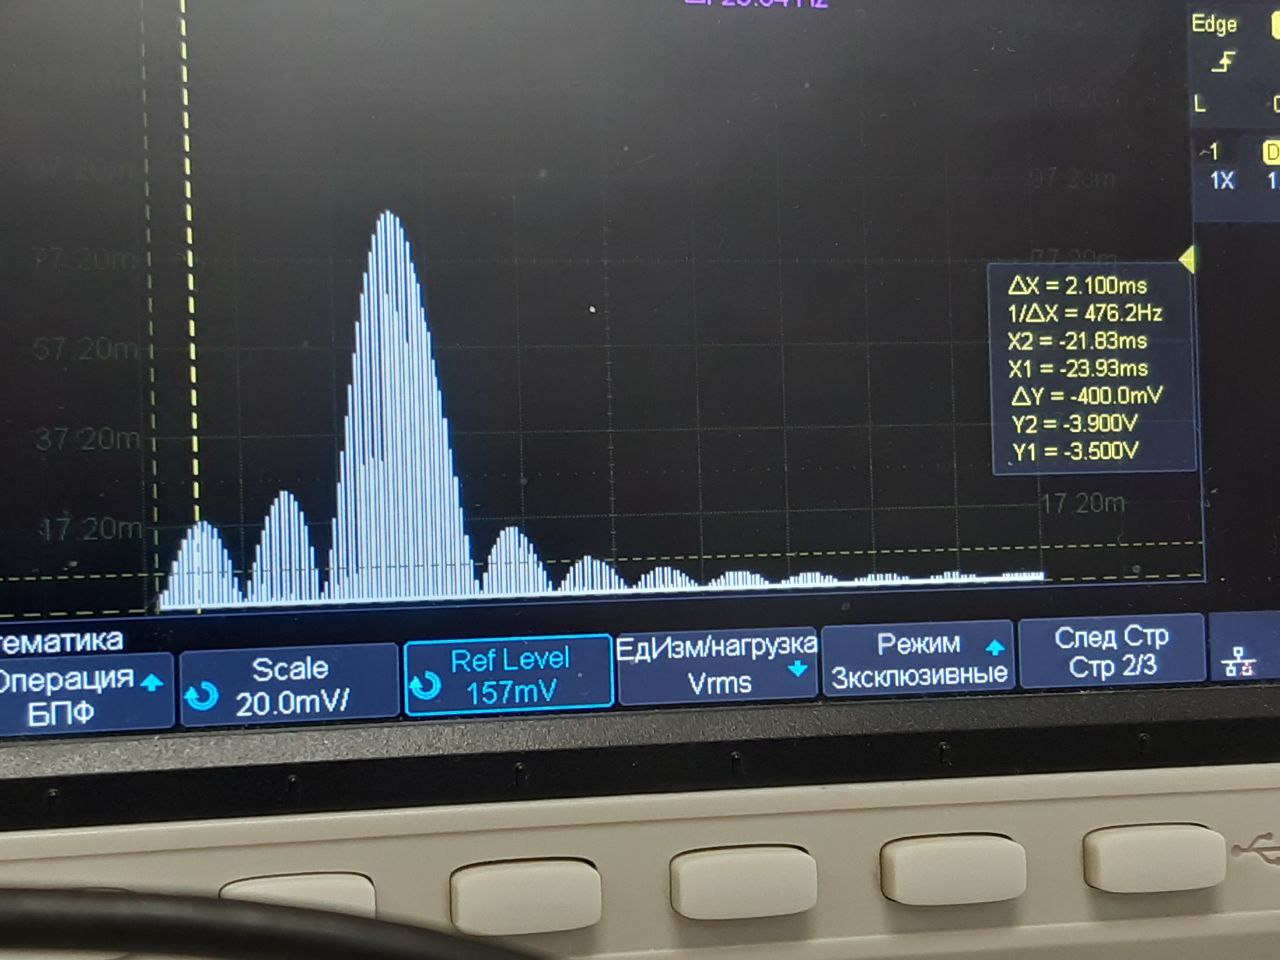 Edge
L
117.20m
1
D
97.20m
97.20m
1X
1.
77.20m
77.20m
ΔX = 2.100ms
1/ΔX = 476.2Hz
X2 = -21.83ms
X1 = -23.93ms
ΔY = -400.0mV
Y2 = -3.900V
Y1 = -3.500V
57.20m
37.20m
17.20m
17.20m
тематика
Операция
БПФ
Scale
20.0mV/
Ref Level
157mV
ЕдИзм/нагрузка
Vrms
Режим
Эксклюзивные
След Стр
Стр 2/3